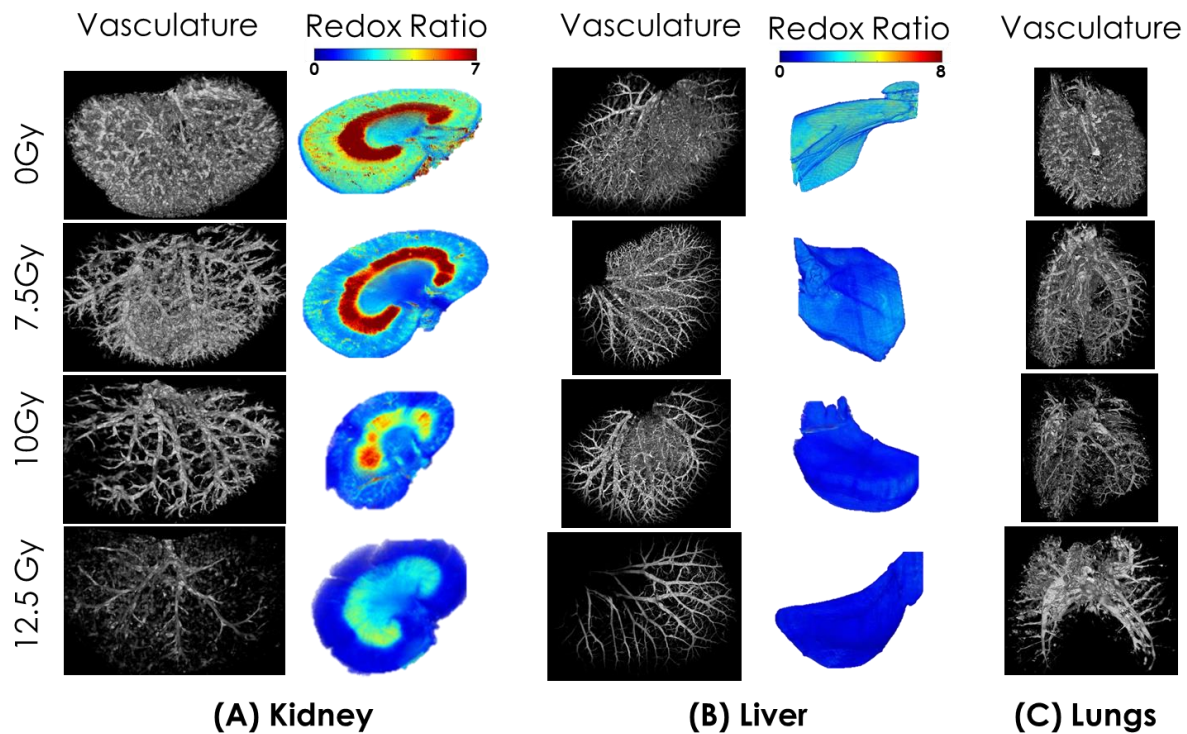 Vasculature Redox Ratio Vasculature Redox Ratio Vasculature
0 7 0 8
0Gy
7.5Gy
10Gy
12.5 Gy
(A) Kidney (B) Liver (C) Lungs